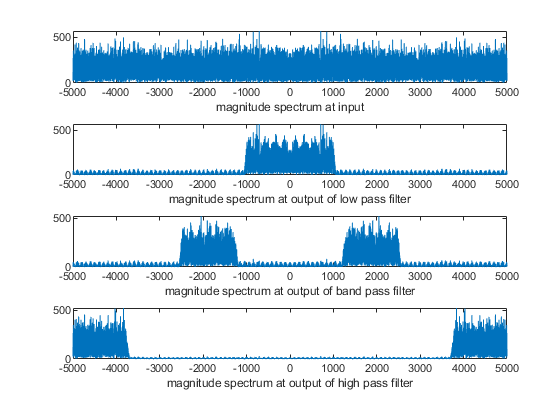 500
0
-5000 -4000 -3000 -2000 -1000 0 1000 2000 3000 4000 5000
magnitude spectrum at input
500
0
-5000 -4000 -3000 -2000 -1000 0 1000 2000 3000 4000 5000
magnitude spectrum at output of low pass filter
500
0
-5000 -4000 -3000 -2000 -1000 0 1000 2000 3000 4000 5000
magnitude spectrum at output of band pass filter
500
0
-5000 -4000 -3000 -2000 -1000 0 1000 2000 3000 4000 5000
magnitude spectrum at output of high pass filter